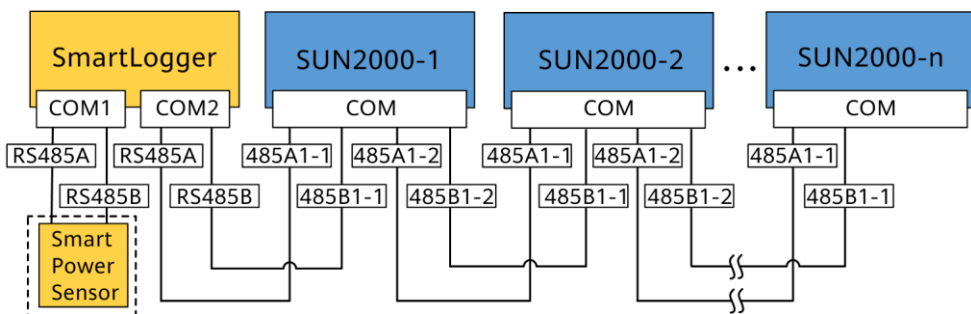 SmartLogger
SUN2000-1
SUN2000-2
...
SUN2000-n
COM1
COM2
COM
COM
COM
RS485A
RS485A
485A1-1
485A1-2
485A1-1
485A1-2
485A1-1
RS485B
RS485B
485B1-1
485B1-2
485B1-1
485B1-2
485B1-1
Smart
Power
Sensor